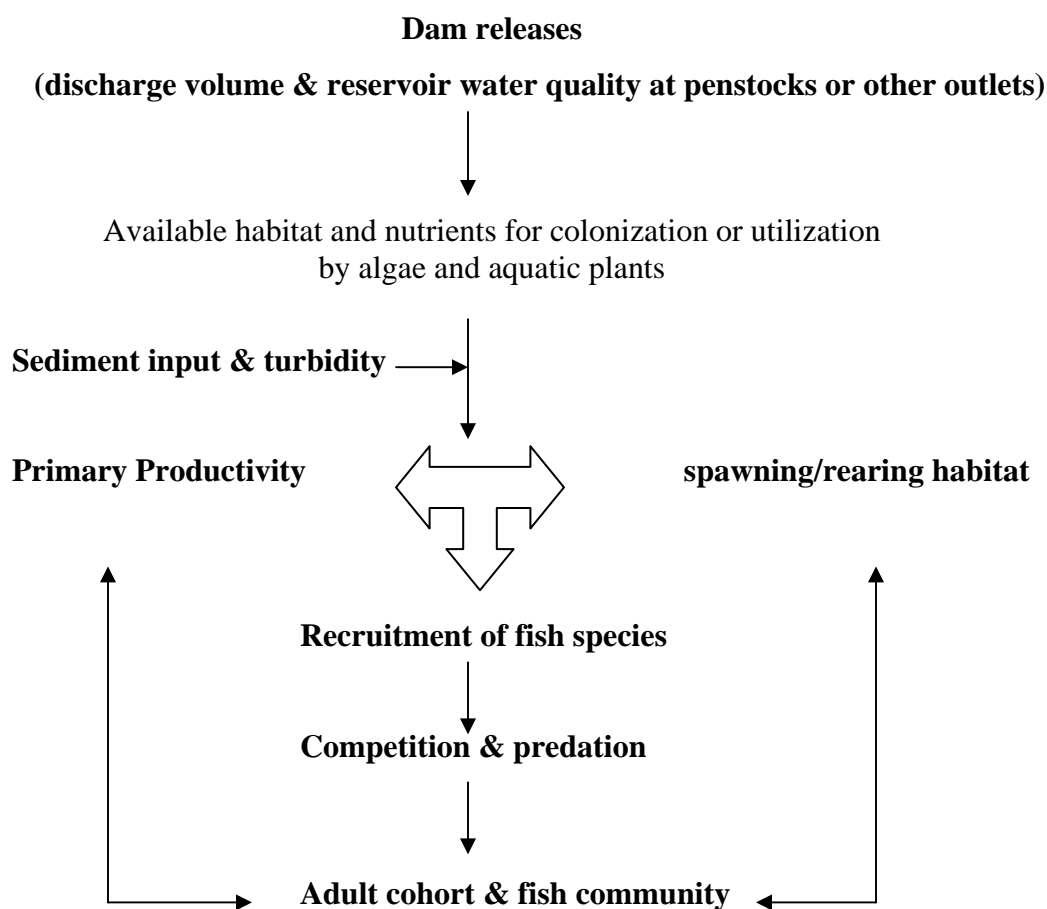 Dam releases
(discharge volume & reservoir water quality at penstocks or other outlets)
Available habitat and nutrients for colonization or utilization
by algae and aquatic plants
Sediment input & turbidity
Primary Productivity
spawning/rearing habitat
Recruitment of fish species
Competition & predation
Adult cohort & fish community